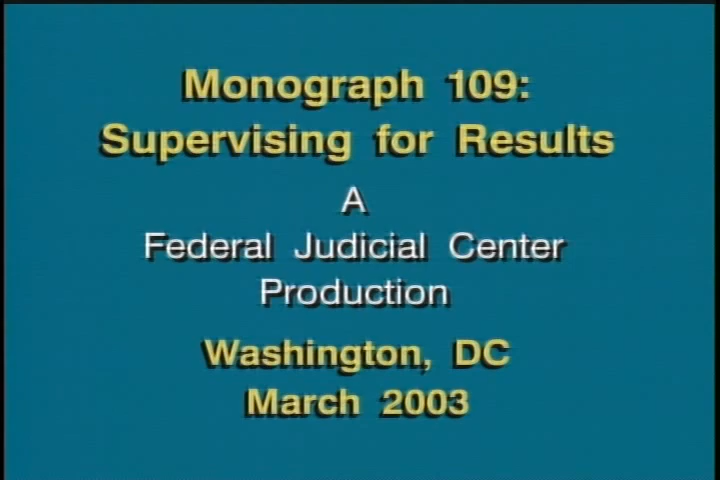 Monograph 109:
Supervising for Results
A
Federal Judicial Center
Production
Washington, DC
March 2003